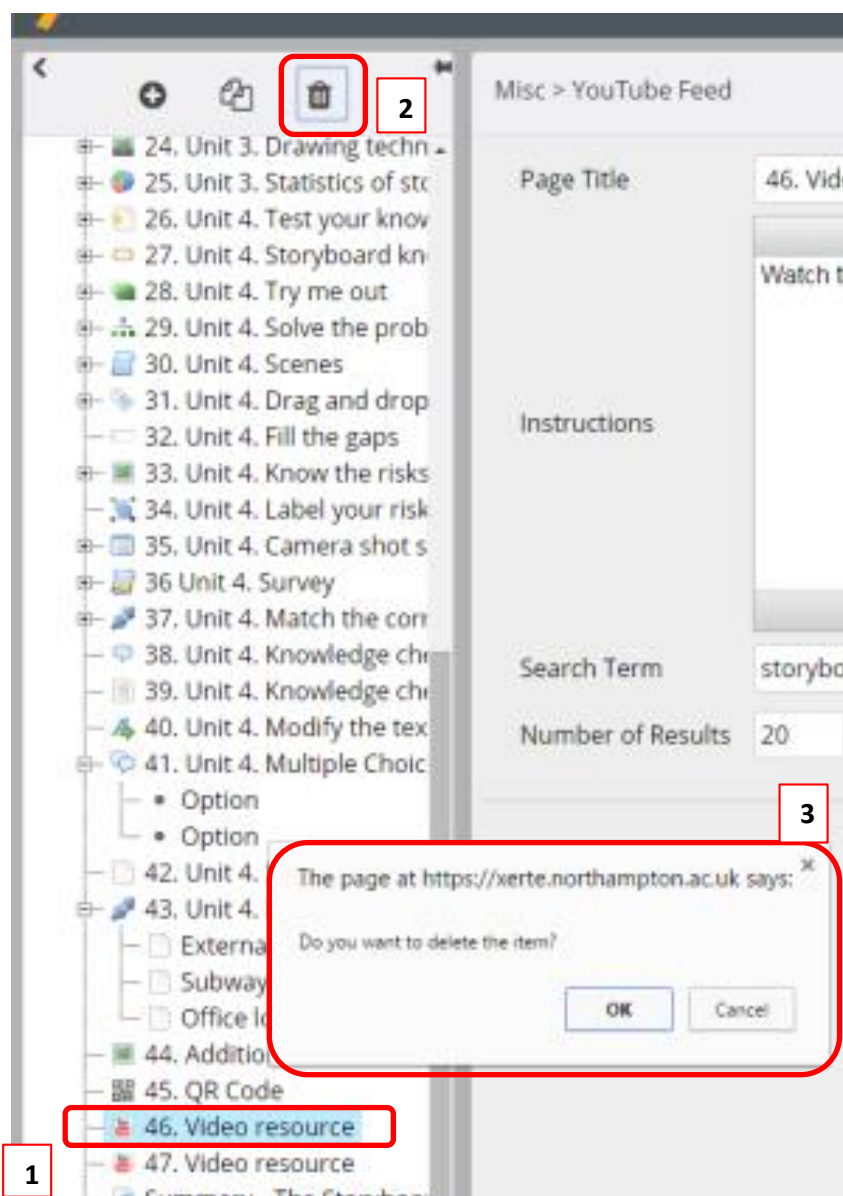 2
Misc > YouTube Feed
24. Unit 3. Drawing techn
25. Unit 3. Statistics of sto
26. Unit 4. Test your know
27. Unit 4. Storyboard kn
28. Unit 4. Try me out
29. Unit 4. Solve the prob
30. Unit 4. Scenes
31. Unit 4. Drag and drop
32. Unit 4. Fill the gaps
33. Unit 4. Know the risks
34. Unit 4. Label your risk
35. Unit 4. Camera shot s
36 Unit 4. Survey
37. Unit 4. Match the corr
38. Unit 4. Knowledge che
39. Unit 4. Knowledge che
40. Unit 4. Modify the tex
41. Unit 4. Multiple Choic
Option
Option
42. Unit 4.
43. Unit 4.
Externa
Subway
Office lo
44. Additio
45. QR Code
46. Video resource
47. Video resource
Summary - The Storyboar
1
Page Title
46. Vide
Watch t
Instructions
Search Term
storybo
Number of Results
20
3
The page at https://xerte.northampton.ac.uk says:
Do you want to delete the item?
OK
Cancel